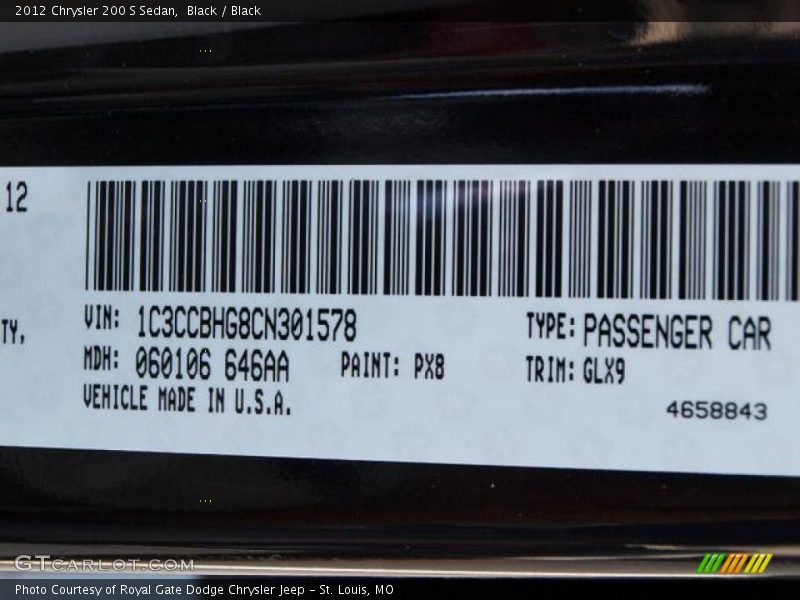 2012 Chrysler 200 S Sedan,  Black / Black
12
TY,
VIN: 1C3CCBHG8CN301578
TYPE: PASSENGER CAR
MDH: 060106 646AA
PAINT: PX8
TRIM: GLX9
VEHICLE MADE IN U.S.A.
4658843
GTcarlot.com
Photo Courtesy of Royal Gate Dodge Chrysler Jeep - St. Louis, MO